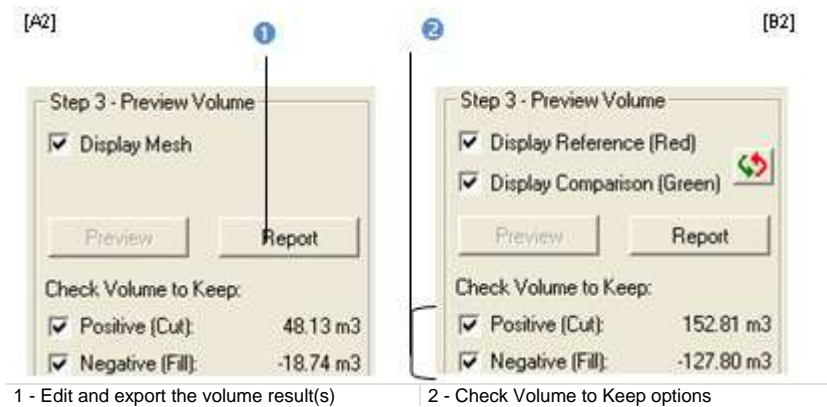 [A2]
1
2
[B2]
Step 3 - Preview Volume
Display Mesh
Preview
Report
Check Volume to Keep:
Positive (Cut): 48.13 m3
Negative (Fill): -18.74 m3
Step 3 - Preview Volume
Display Reference (Red)
Display Comparison (Green)
Preview
Report
Check Volume to Keep:
Positive (Cut): 152.81 m3
Negative (Fill): -127.80 m3
1 - Edit and export the volume result(s)
2 - Check Volume to Keep options